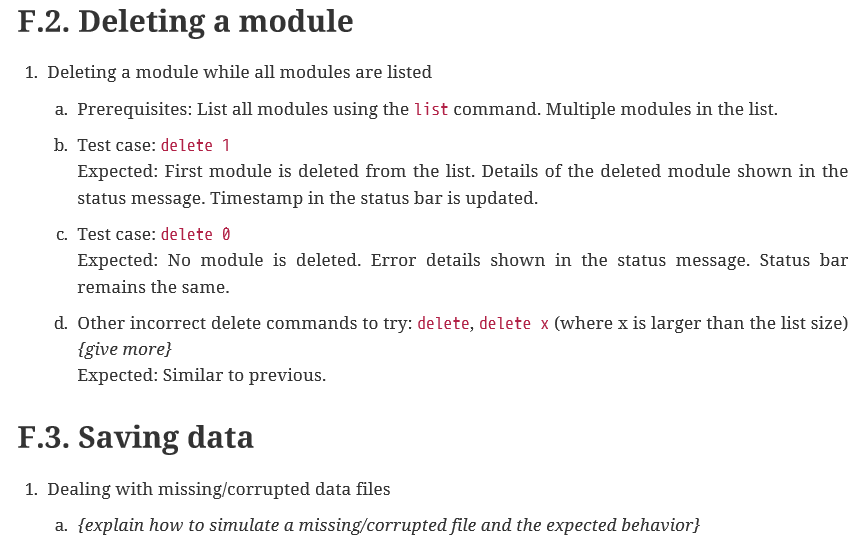 F.2. Deleting a module
1. Deleting a module while all modules are listed
a. Prerequisites: List all modules using the list command. Multiple modules in the list.
b. Test case: delete 1
Expected: First module is deleted from the list. Details of the deleted module shown in the
status message. Timestamp in the status bar is updated.
c. Test case: delete 0
Expected: No module is deleted. Error details shown in the status message. Status bar
remains the same.
d. Other incorrect delete commands to try: delete, delete x (where x is larger than the list size)
{give more}
Expected: Similar to previous.
F.3. Saving data
1. Dealing with missing/corrupted data files
a. {explain how to simulate a missing/corrupted file and the expected behavior}